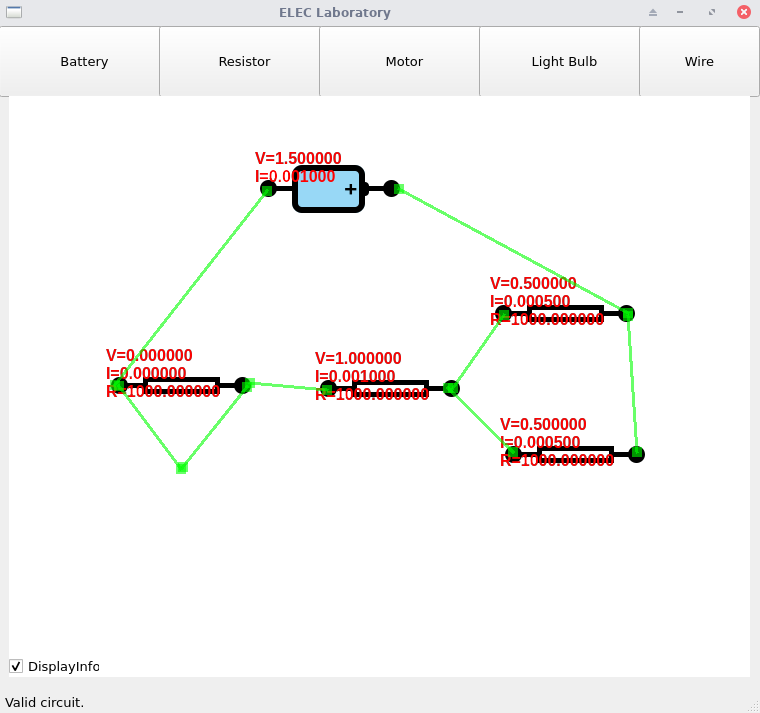 ELEC Laboratory
Battery
Resistor
Motor
Light Bulb
Wire
V=1.500000
I=0.001000
+
V=0.500000
I=0.000500
R=1000.000000
V=0.000000
I=0.000000
R=1000.000000
V=1.000000
I=0.001000
R=1000.000000
V=0.500000
I=0.000500
R=1000.000000
DisplayInfo
Valid circuit.